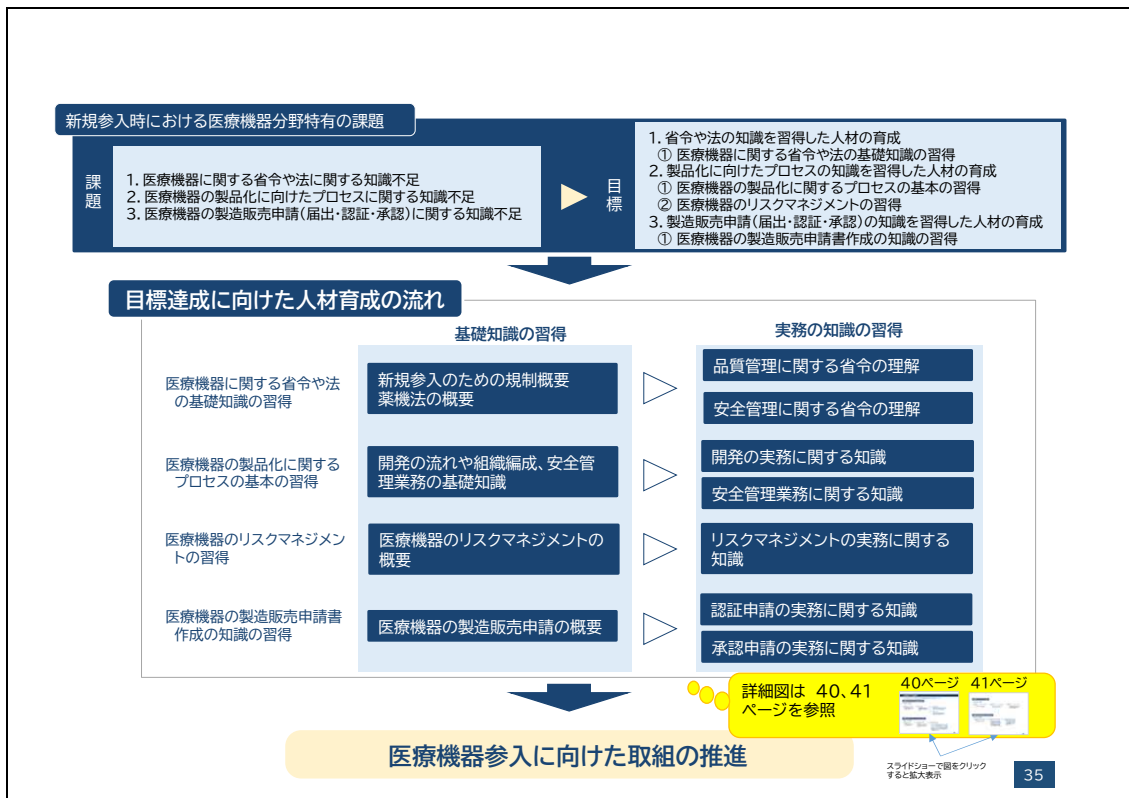 新規参入時における医療機器分野特有の課題
課題
1. 医療機器に関する省令や法に関する知識不足
2. 医療機器の製品化に向けたプロセスに関する知識不足
3. 医療機器の製造販売申請(届出・認証・承認)に関する知識不足
目標
1. 省令や法の知識を習得した人材の育成
① 医療機器に関する省令や法の基礎知識の習得
2. 製品化に向けたプロセスの知識を習得した人材の育成
① 医療機器の製品化に関するプロセスの基本の習得
② 医療機器のリスクマネジメントの習得
3. 製造販売申請(届出・認証・承認)の知識を習得した人材の育成
① 医療機器の製造販売申請書作成の知識の習得
目標達成に向けた人材育成の流れ
基礎知識の習得
実務の知識の習得
医療機器に関する省令や法
の基礎知識の習得
新規参入のための規制概要
薬機法の概要
品質管理に関する省令の理解
安全管理に関する省令の理解
医療機器の製品化に関する
プロセスの基本の習得
開発の流れや組織編成、安全管
理業務の基礎知識
開発の実務に関する知識
安全管理業務に関する知識
医療機器のリスクマネジメン
トの習得
医療機器のリスクマネジメントの
概要
リスクマネジメントの実務に関する
知識
医療機器の製造販売申請書
作成の知識の習得
医療機器の製造販売申請の概要
認証申請の実務に関する知識
承認申請の実務に関する知識
詳細図は 40、41
ページを参照
40ページ
41ページ
医療機器参入に向けた取組の推進
スライドショーで図をクリック
すると拡大表示
35